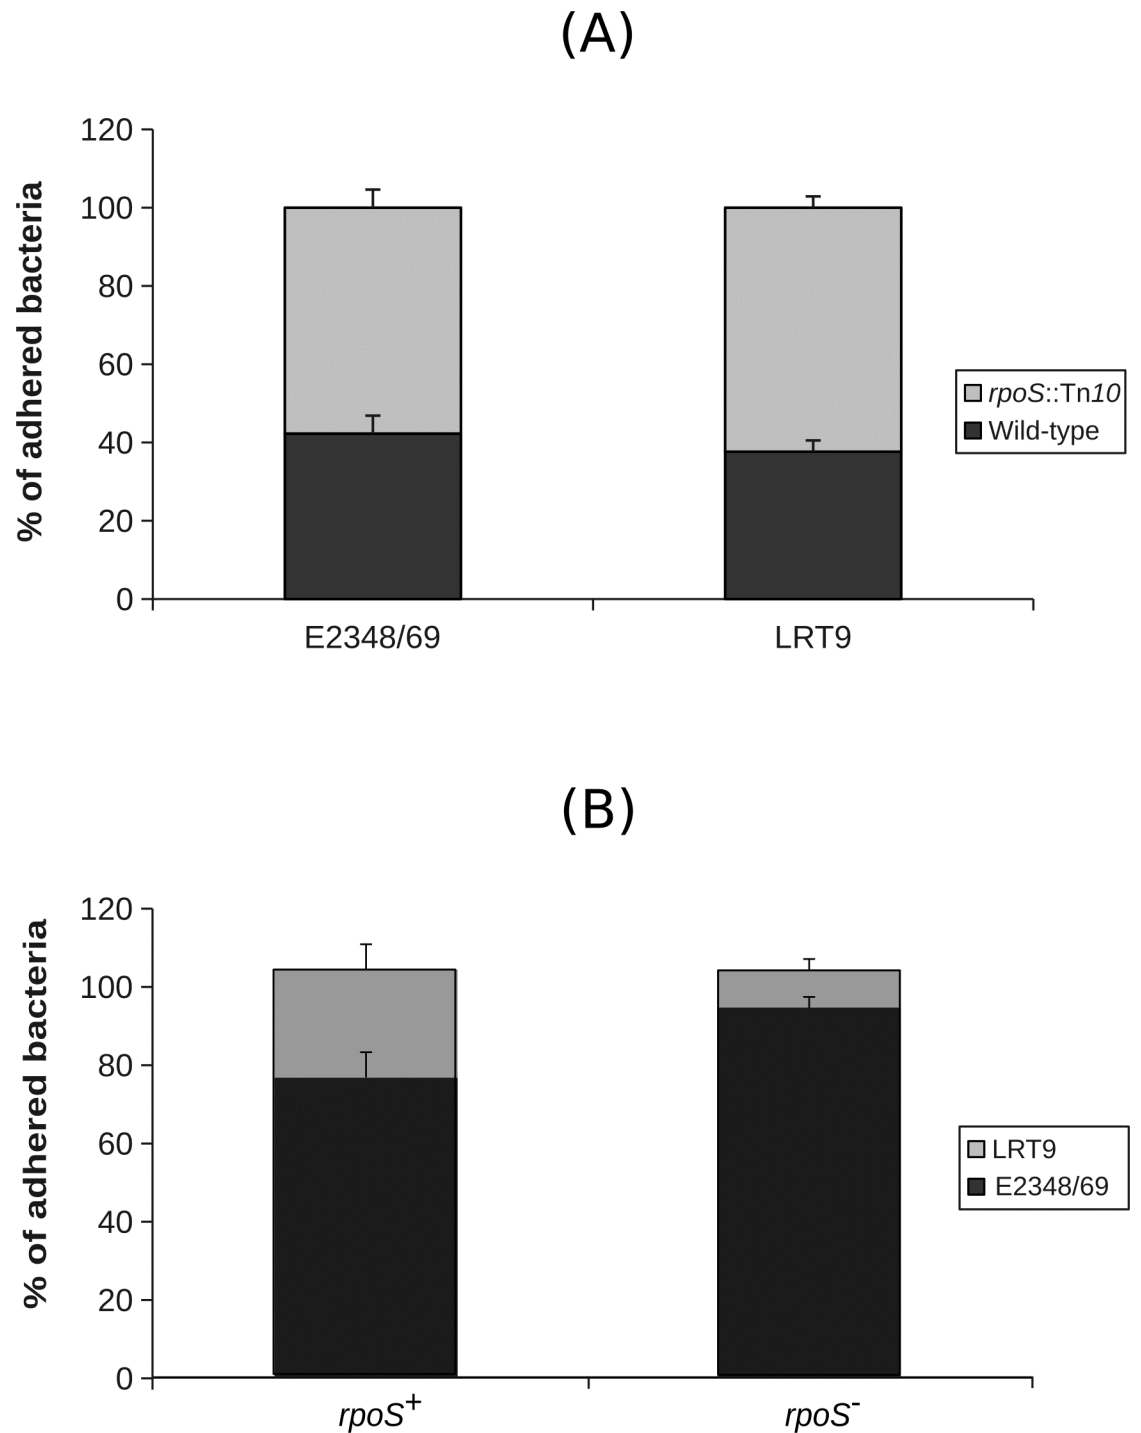 (A)
% of adhered bacteria
120
100
80
60
40
20
0
E2348/69
LRT9
rpoS::Tn10
Wild-type
(B)
% of adhered bacteria
120
100
80
60
40
20
0
rpoS+
rpoS-
LRT9
E2348/69